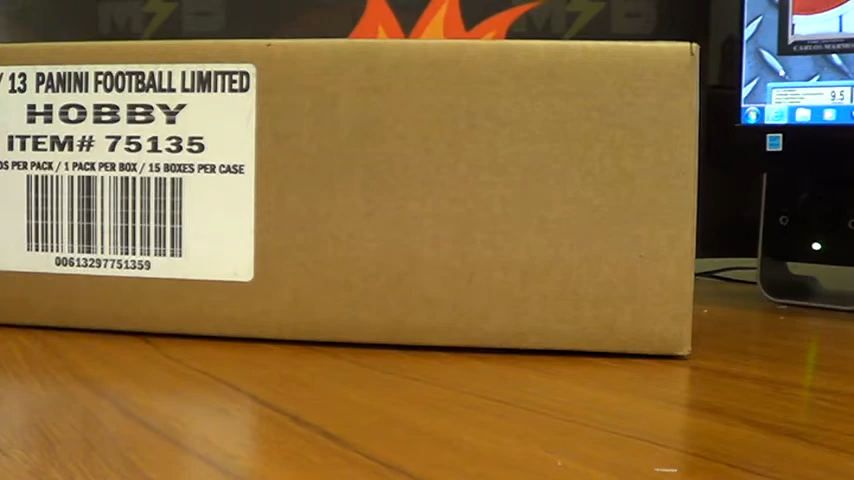 / 13 PANINI FOOTBALL LIMITED
HOBBY
ITEM# 75135
DS PER PACK / 1 PACK PER BOX / 15 BOXES PER CASE
00613297751359
9.5